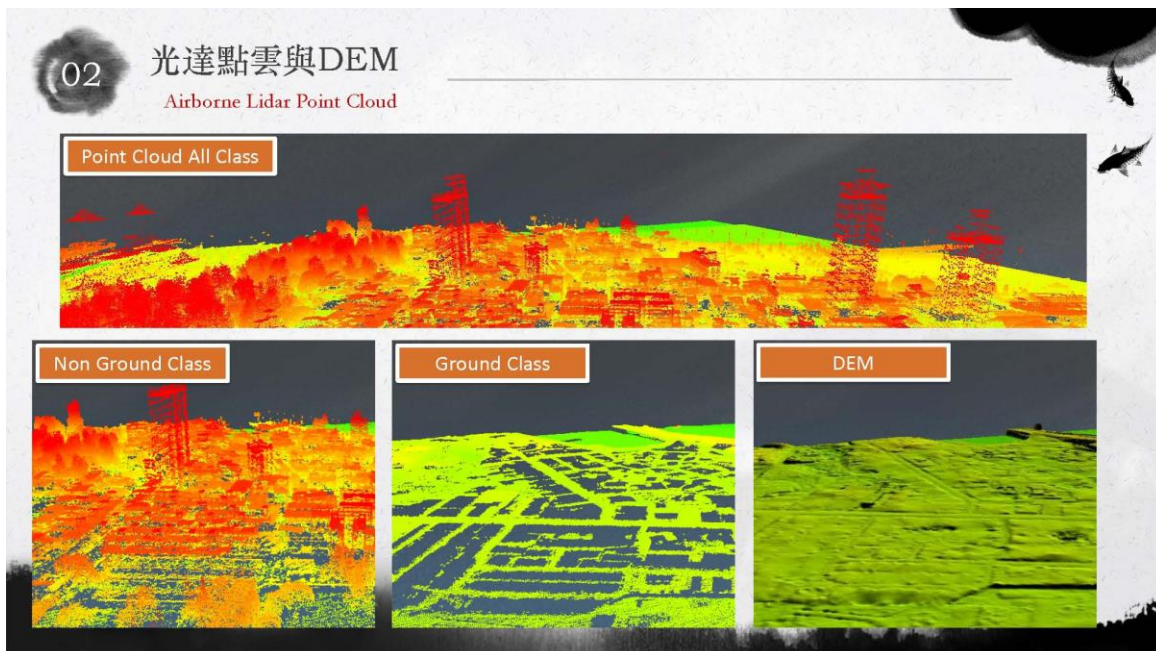 02
光達點雲與DEM
Airborne Lidar Point Cloud
Point Cloud All Class
Non Ground Class
Ground Class
DEM